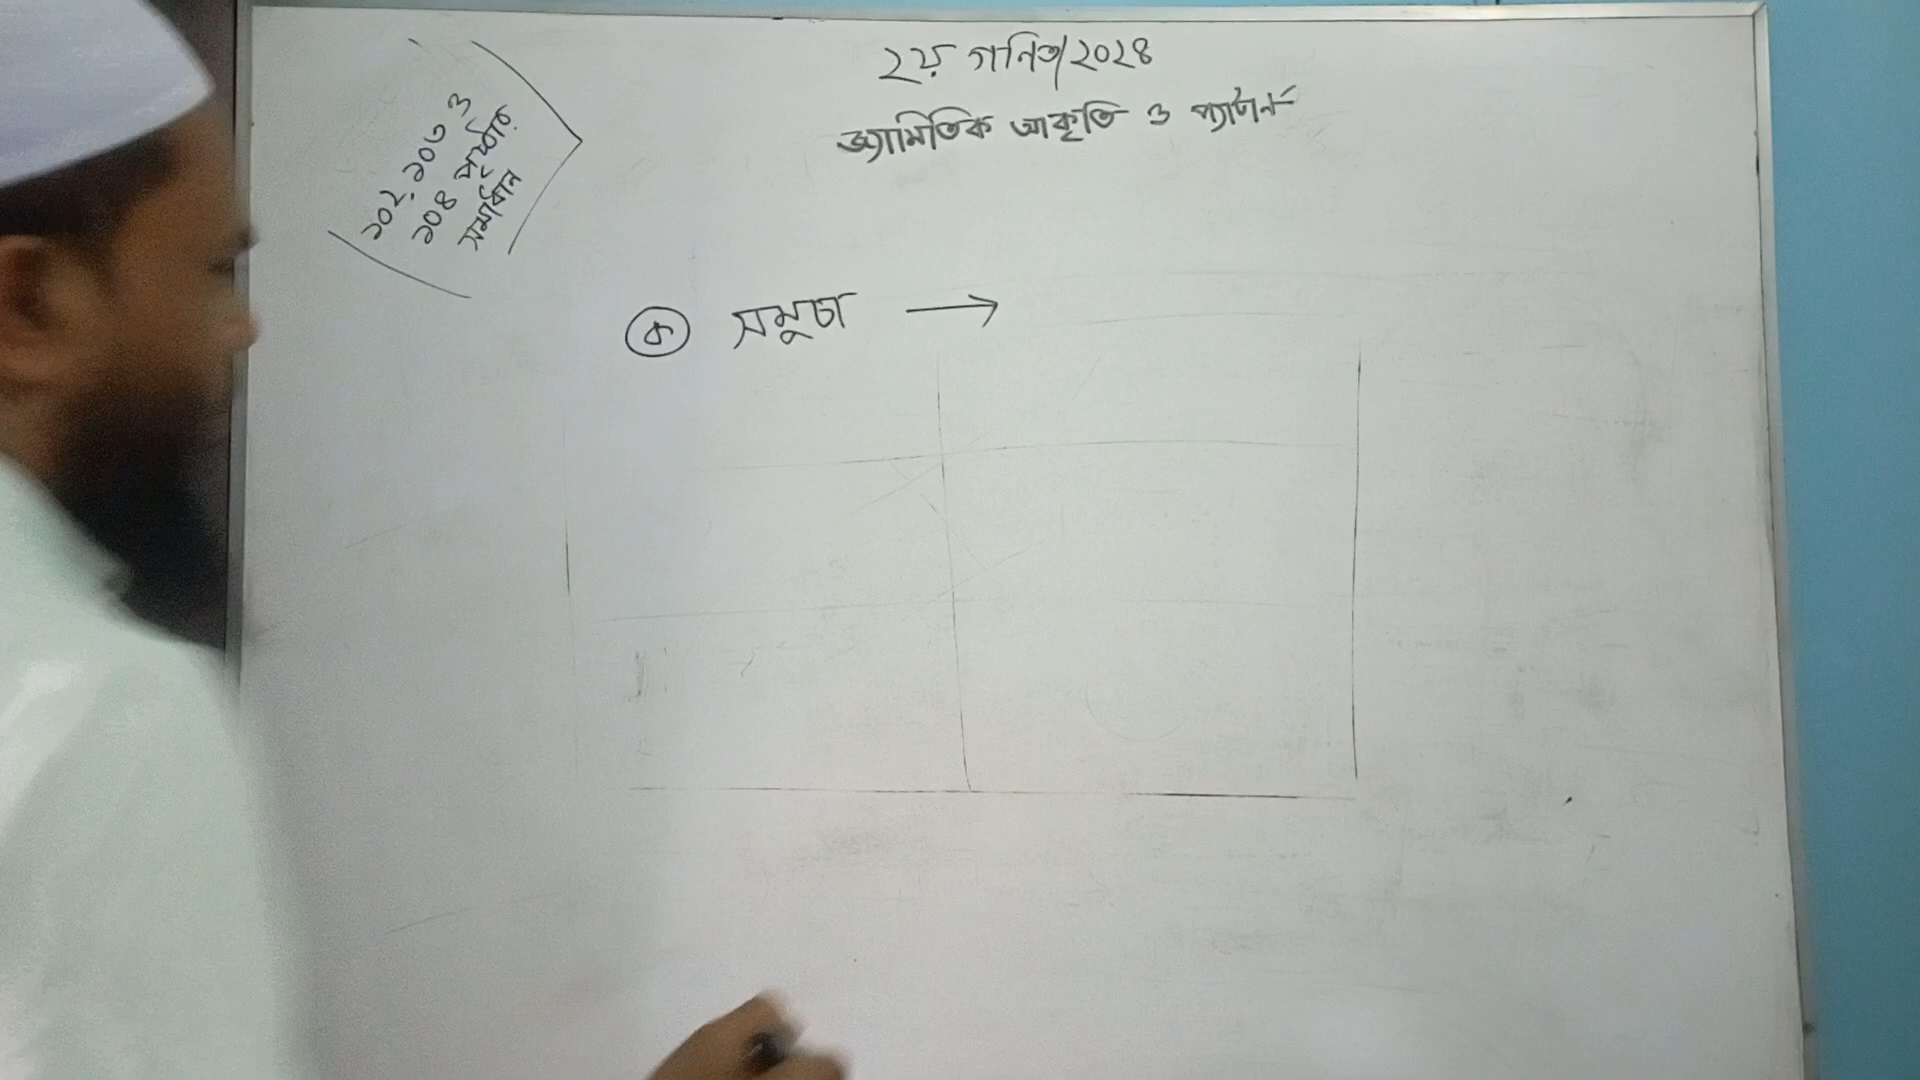 ২য় গনিত/২০২৪
জ্যামিতিক আকৃতি ও প্যাটার্ন
১০২, ১০৩ ও
১০৪ পৃষ্ঠার
সমাধান
ক সমুচা →